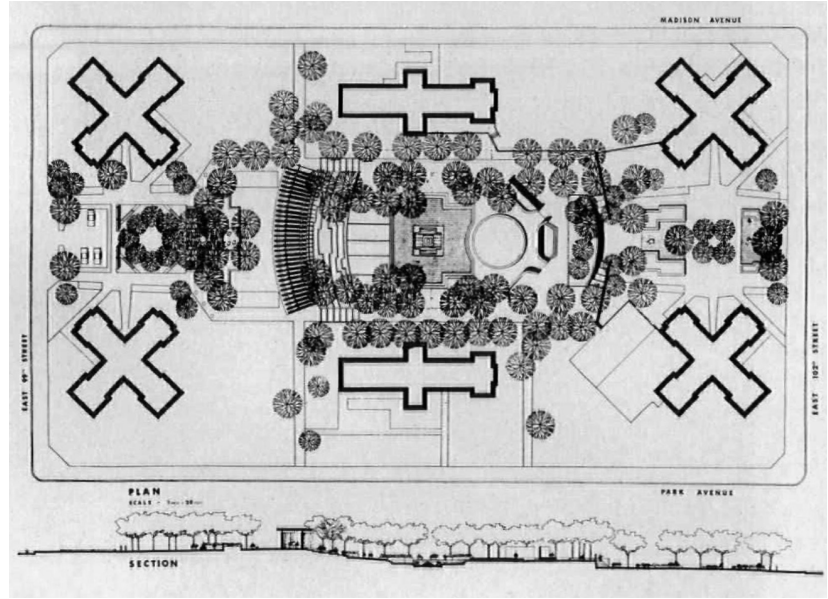 MADISON AVENUE
EAST 99TH STREET
EAST 102ND STREET
PLAN
PARK AVENUE
SECTION